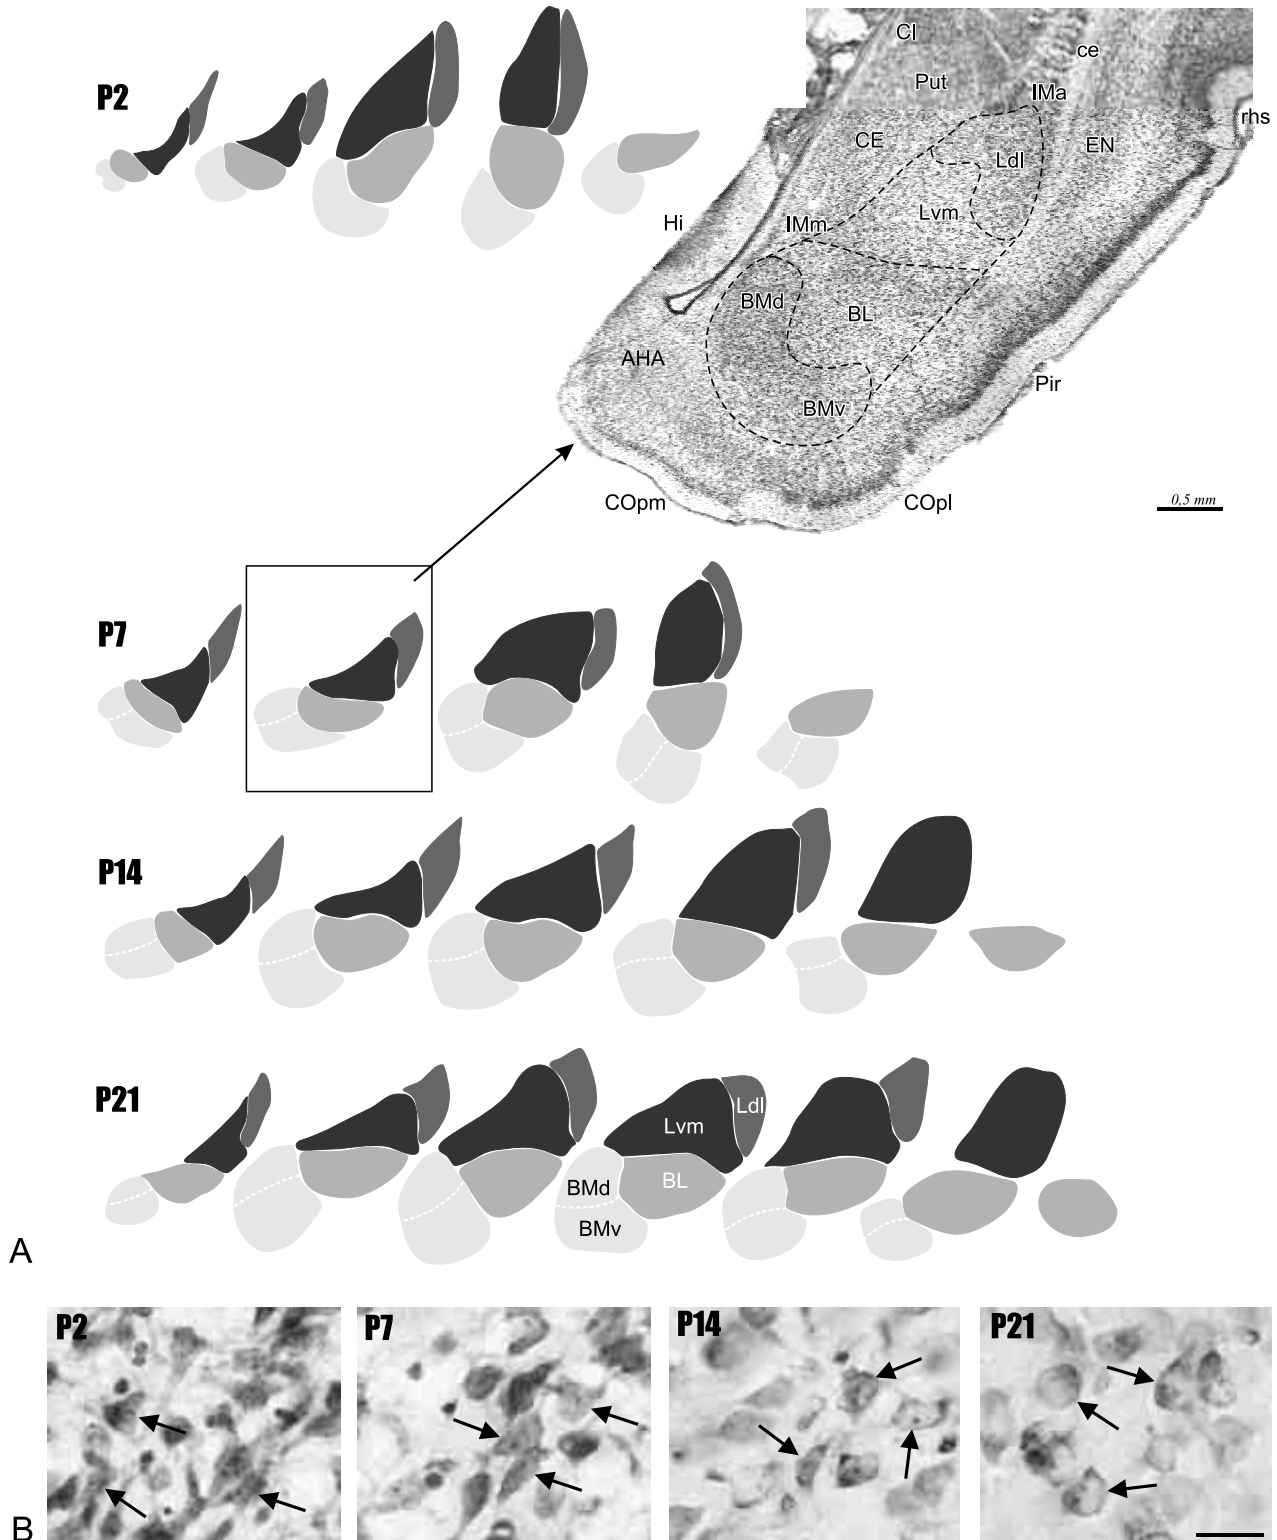 P2
Cl
ce
Put
IMa
rhs
CE
Ldl
EN
Lvm
Hi
IMm
BMd
BL
AHA
Pir
BMv
COpm
COpl
0,5 mm
P7
P14
P21
Ldl
Lvm
BL
BMd
BMv
A
P2
P7
P14
P21
B